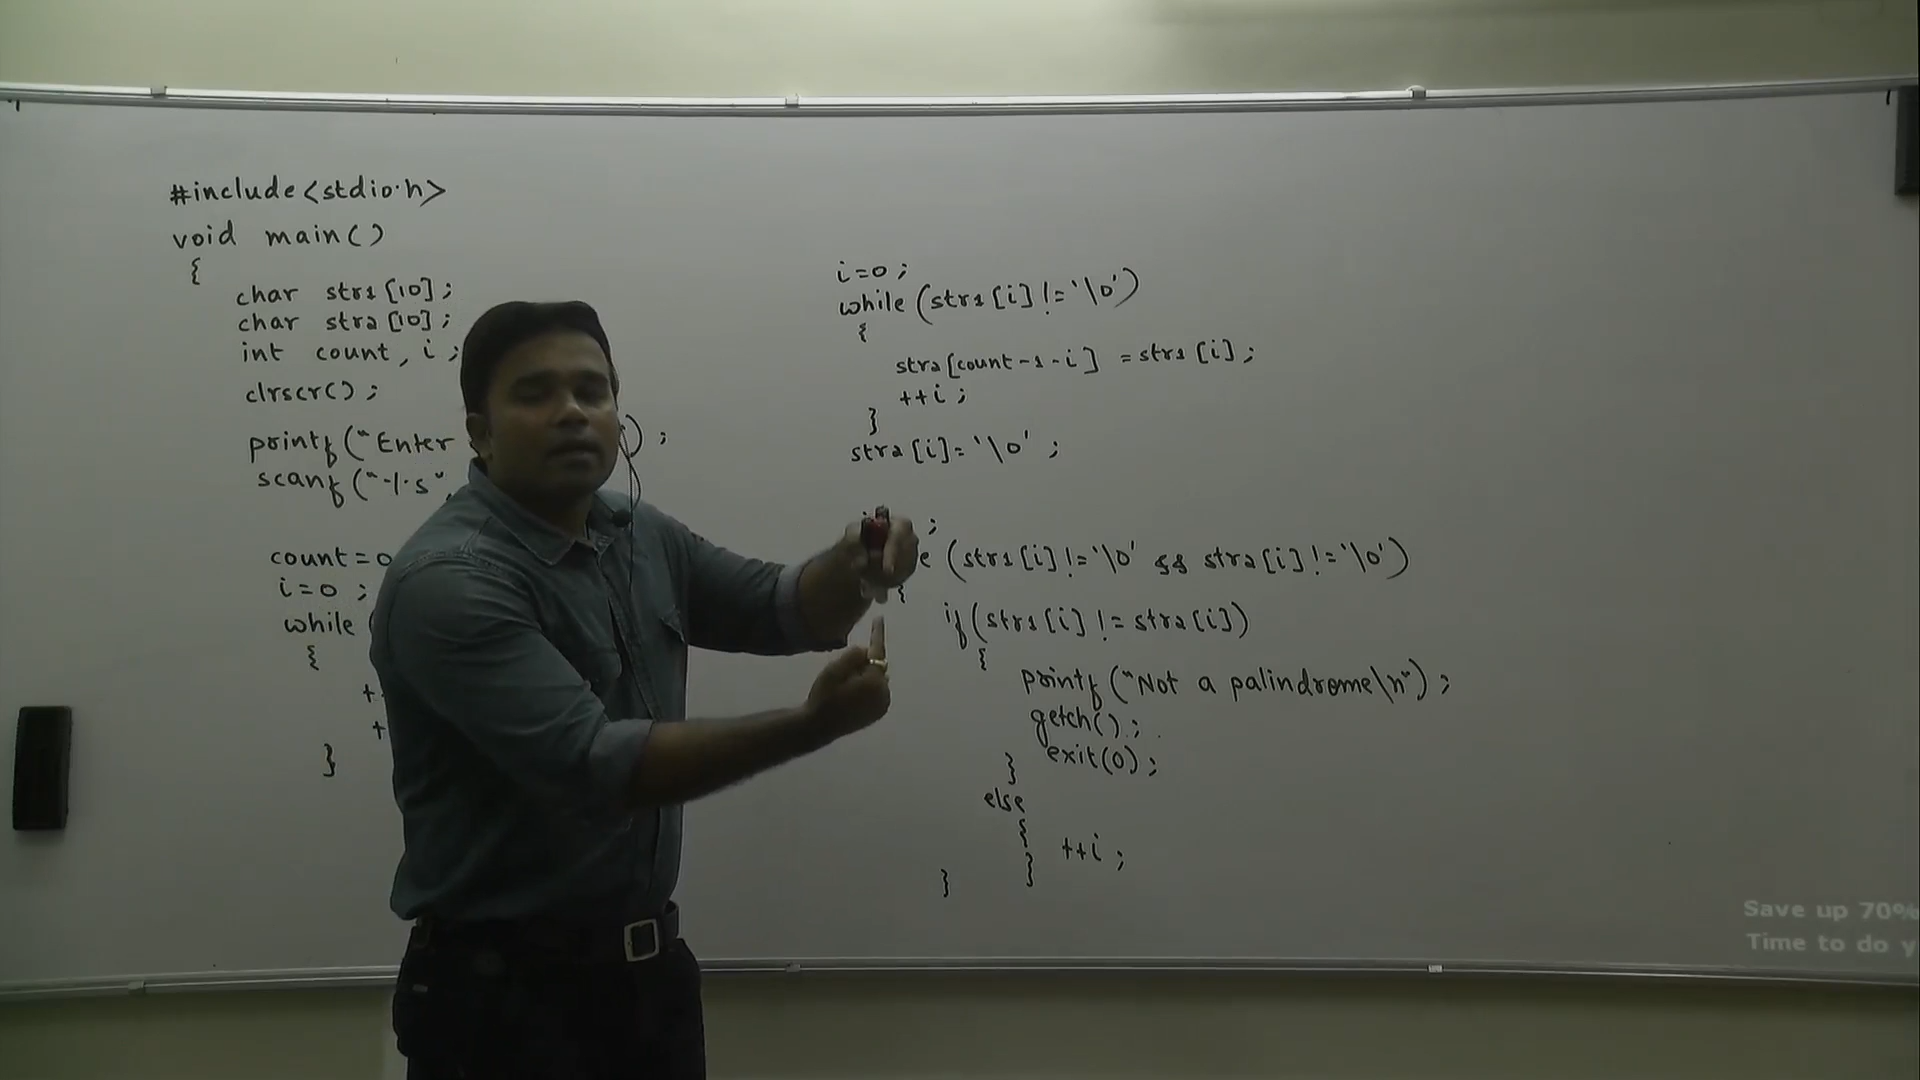 #include<stdio.h>
void main()
{
char str1[10];
char str2[10];
int count, i;
clrscr();
printf("Enter );
scanf("%s",
count=0
i=0 ;
while (
{
+
+
}
i=0;
while (str1[i]!='\0')
{
str2[count-1-i] =str1[i];
++i;
}
str2[i]='\0' ;
;
(str1[i]!='\0' && str2[i]!='\0')
{
if(str1[i] != str2[i])
{
printf("Not a palindrome\n");
getch();
exit(0);
}
else
{
++i ;
}
}
Save up 70%
Time to do y